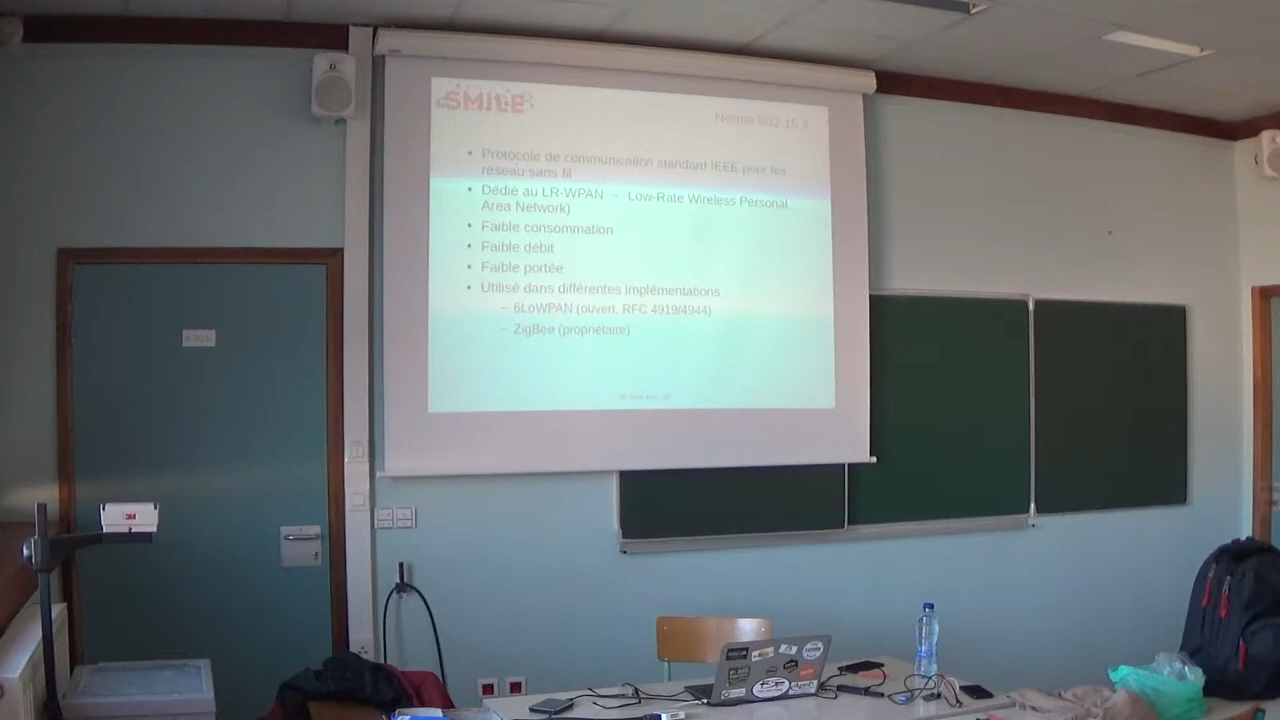 SMILE
Norme 802.15.4
• Protocole de communication standard IEEE pour les
réseau sans fil
• Dédié au LR-WPAN → Low-Rate Wireless Personal
Area Network)
• Faible consommation
• Faible débit
• Faible portée
• Utilisé dans différentes implémentations
– 6LoWPAN (ouvert, RFC 4919/4944)
– ZigBee (propriétaire)
3M